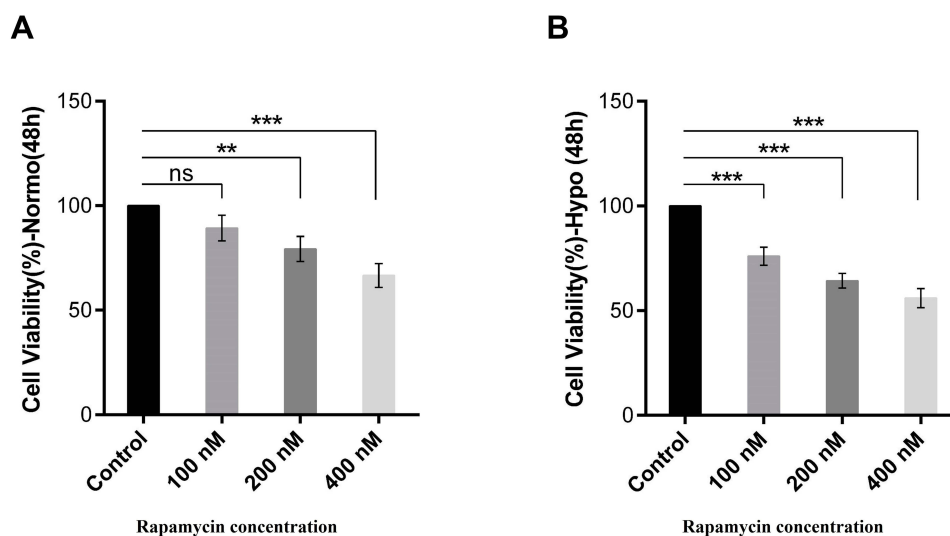 A
Cell Viability(%)-Normo(48h)
150
100
50
0
***
**
ns
Control
100 nM
200 nM
400 nM
Rapamycin concentration
B
Cell Viability(%)-Hypo (48h)
150
100
50
0
***
***
***
Control
100 nM
200 nM
400 nM
Rapamycin concentration